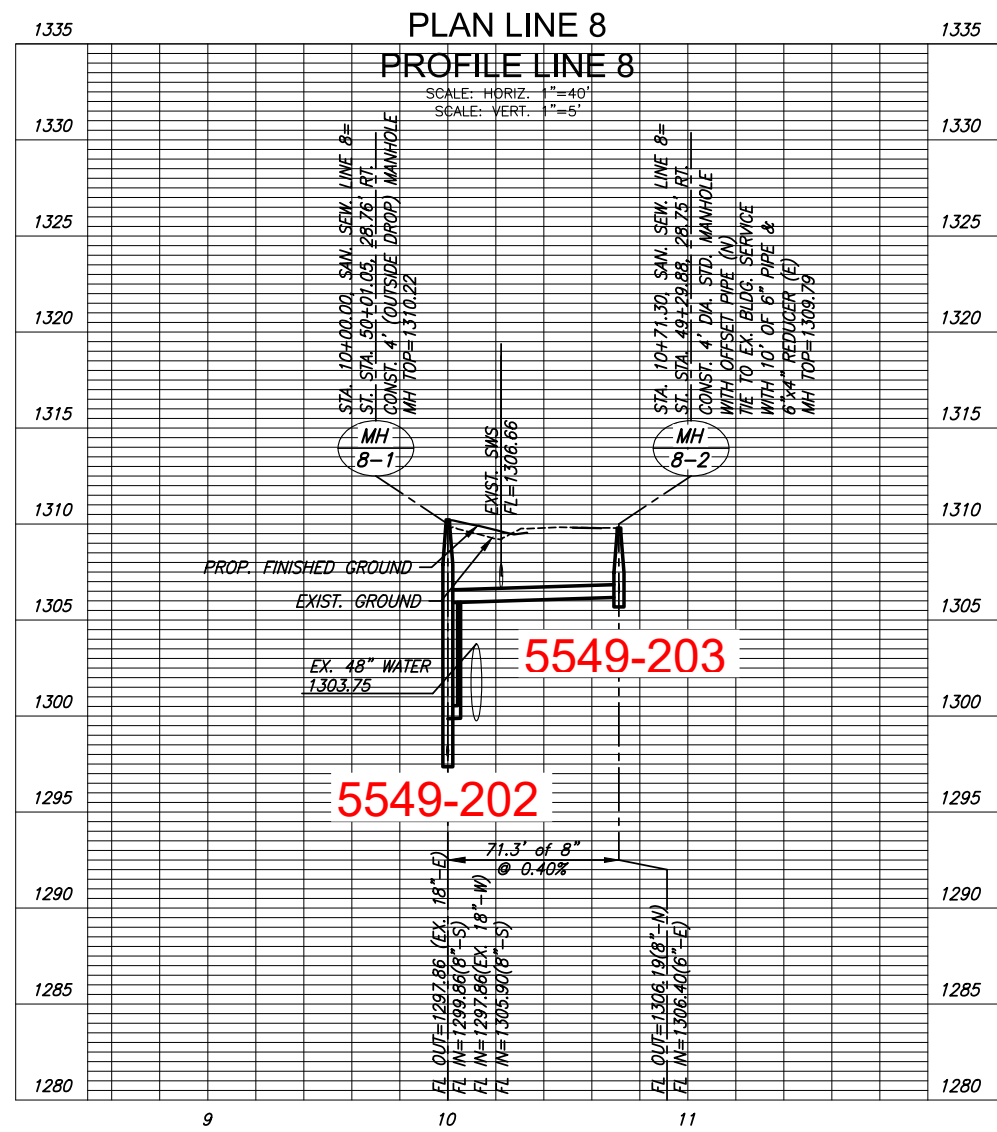 PLAN LINE 8
PROFILE LINE 8
SCALE: HORIZ. 1"=40'
SCALE: VERT. 1"=5'
1335
1335
1330
1330
1325
1325
1320
1320
1315
1315
1310
1310
1305
1305
1300
1300
1295
1295
1290
1290
1285
1285
1280
1280
STA. 10+00.00, SAN. SEW. LINE 8=
ST. STA. 50+01.05, 28.76' RT.
CONST. 4' (OUTSIDE DROP) MANHOLE
MH TOP=1310.22
MH
8-1
EXIST. SWS
FL=1306.66
STA. 10+71.30, SAN. SEW. LINE 8=
ST. STA. 49+29.88, 28.75' RT.
CONST. 4' DIA. STD. MANHOLE
WITH OFFSET PIPE (N)
TIE TO EX. BLDG. SERVICE
WITH 10' OF 6" PIPE &
6"x4" REDUCER (E)
MH TOP=1309.79
MH
8-2
PROP. FINISHED GROUND
EXIST. GROUND
EX. 48" WATER
1303.75
5549-203
5549-202
71.3' of 8"
@ 0.40%
FL OUT=1297.86 (EX. 18"-E)
FL IN=1299.86(8"-S)
FL IN=1297.86(EX. 18"-W)
FL IN=1305.90(8"-S)
FL OUT=1306.19(8"-N)
FL IN=1306.40(6"-E)
9
10
11